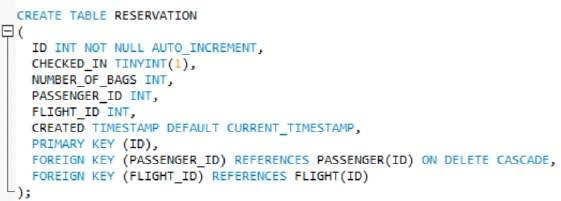 CREATE TABLE RESERVATION
(
ID INT NOT NULL AUTO_INCREMENT,
CHECKED_IN TINYINT(1),
NUMBER_OF_BAGS INT,
PASSENGER_ID INT,
FLIGHT_ID INT,
CREATED TIMESTAMP DEFAULT CURRENT_TIMESTAMP,
PRIMARY KEY (ID),
FOREIGN KEY (PASSENGER_ID) REFERENCES PASSENGER(ID) ON DELETE CASCADE,
FOREIGN KEY (FLIGHT_ID) REFERENCES FLIGHT(ID)
);